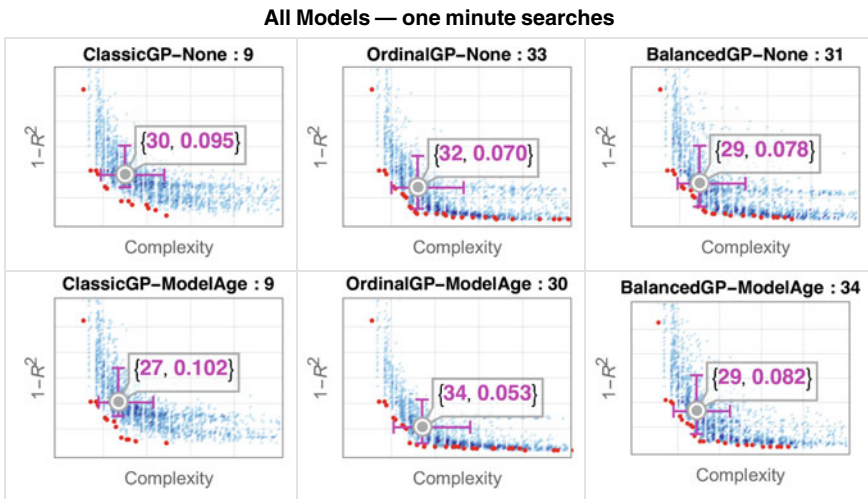 All Models — one minute searches
ClassicGP−None : 9
1−R²
{30, 0.095}
Complexity
OrdinalGP−None : 33
1−R²
{32, 0.070}
Complexity
BalancedGP−None : 31
1−R²
{29, 0.078}
Complexity
ClassicGP−ModelAge : 9
1−R²
{27, 0.102}
Complexity
OrdinalGP−ModelAge : 30
1−R²
{34, 0.053}
Complexity
BalancedGP−ModelAge : 34
1−R²
{29, 0.082}
Complexity